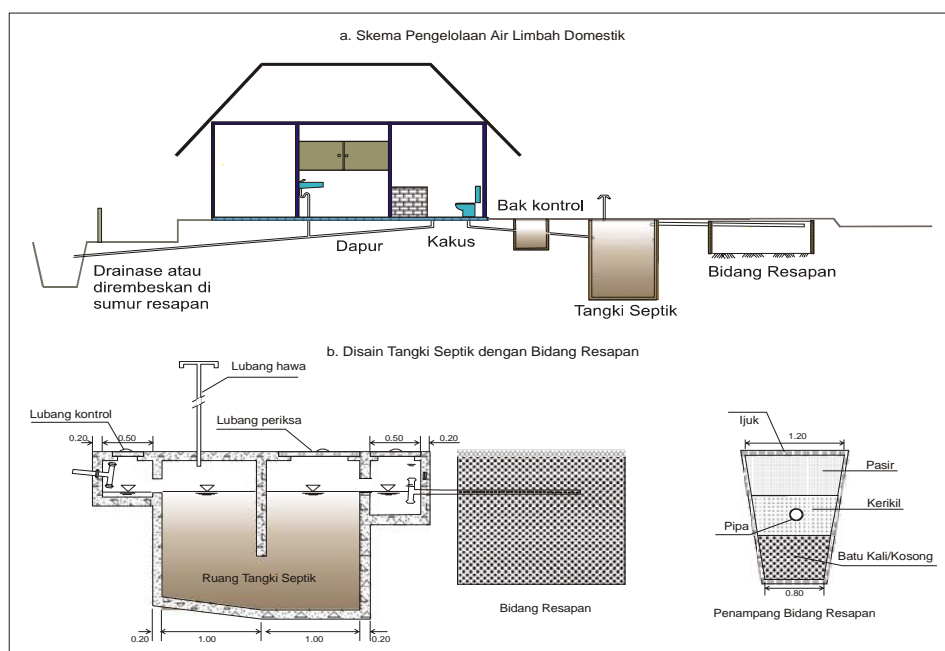 a. Skema Pengelolaan Air Limbah Domestik
Bak kontrol
Dapur
Kakus
Drainase atau
dirembeskan di
sumur resapan
Tangki Septik
Bidang Resapan
b. Disain Tangki Septik dengan Bidang Resapan
Lubang hawa
Lubang kontrol
Lubang periksa
0.20
0.50
0.50
0.20
Ruang Tangki Septik
0.20
1.00
1.00
0.20
Bidang Resapan
Ijuk
1.20
Pasir
Kerikil
Pipa
Batu Kali/Kosong
0.80
Penampang Bidang Resapan